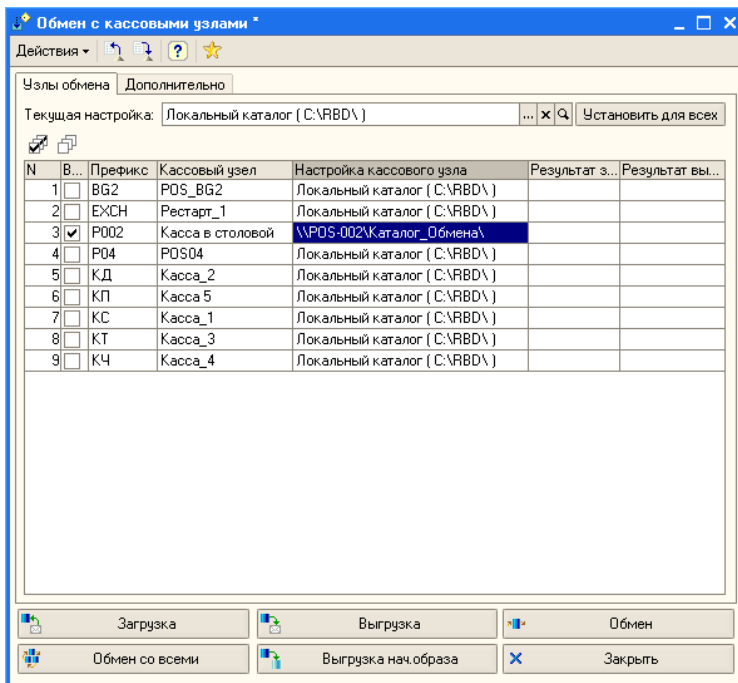 Обмен с кассовыми узлами *
Действия
Узлы обмена Дополнительно
Текущая настройка: Локальный каталог ( C:\RBD\ ) ... x Установить для всех
N В... Префикс Кассовый узел Настройка кассового узла Результат з... Результат вы...
1 BG2 POS_BG2 Локальный каталог ( C:\RBD\ )
2 EXCH Рестарт_1 Локальный каталог ( C:\RBD\ )
3 P002 Касса в столовой \\POS-002\Каталог_Обмена\
4 P04 POS04 Локальный каталог ( C:\RBD\ )
5 КД Касса_2 Локальный каталог ( C:\RBD\ )
6 КП Касса 5 Локальный каталог ( C:\RBD\ )
7 КС Касса_1 Локальный каталог ( C:\RBD\ )
8 КТ Касса_3 Локальный каталог ( C:\RBD\ )
9 КЧ Касса_4 Локальный каталог ( C:\RBD\ )
Загрузка Выгрузка Обмен
Обмен со всеми Выгрузка нач.образа Закрыть